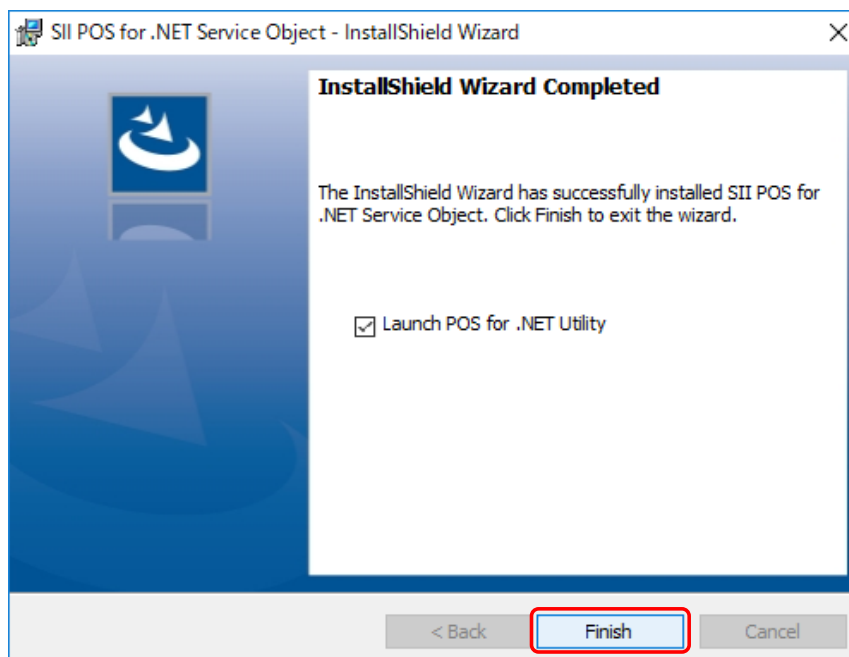 SII POS for .NET Service Object - InstallShield Wizard
InstallShield Wizard Completed
The InstallShield Wizard has successfully installed SII POS for
.NET Service Object. Click Finish to exit the wizard.
Launch POS for .NET Utility
< Back
Finish
Cancel